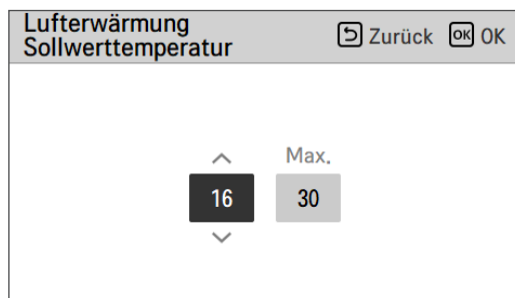 Lufterwärmung
Sollwerttemperatur
Zurück OK OK
Max.
16 30